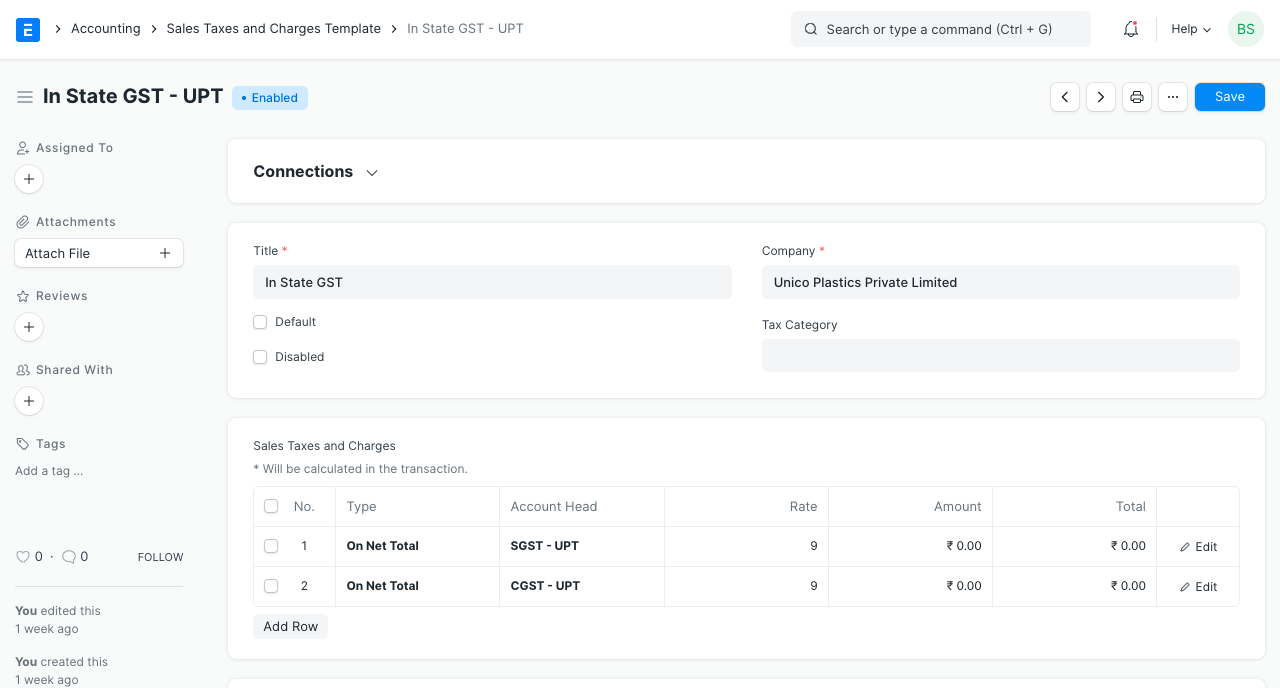 Accounting Sales Taxes and Charges Template In State GST - UPT
Search or type a command (Ctrl + G)
Help
BS
In State GST - UPT
• Enabled
Save
Assigned To
Attachments
Attach File
Reviews
Shared With
Tags
Add a tag ...
0 · 0 FOLLOW
You edited this
1 week ago
You created this
1 week ago
Connections
Title *
In State GST
Default
Disabled
Company *
Unico Plastics Private Limited
Tax Category
Sales Taxes and Charges
* Will be calculated in the transaction.
No. Type Account Head Rate Amount Total
1 On Net Total SGST - UPT 9 ₹ 0.00 ₹ 0.00 Edit
2 On Net Total CGST - UPT 9 ₹ 0.00 ₹ 0.00 Edit
Add Row